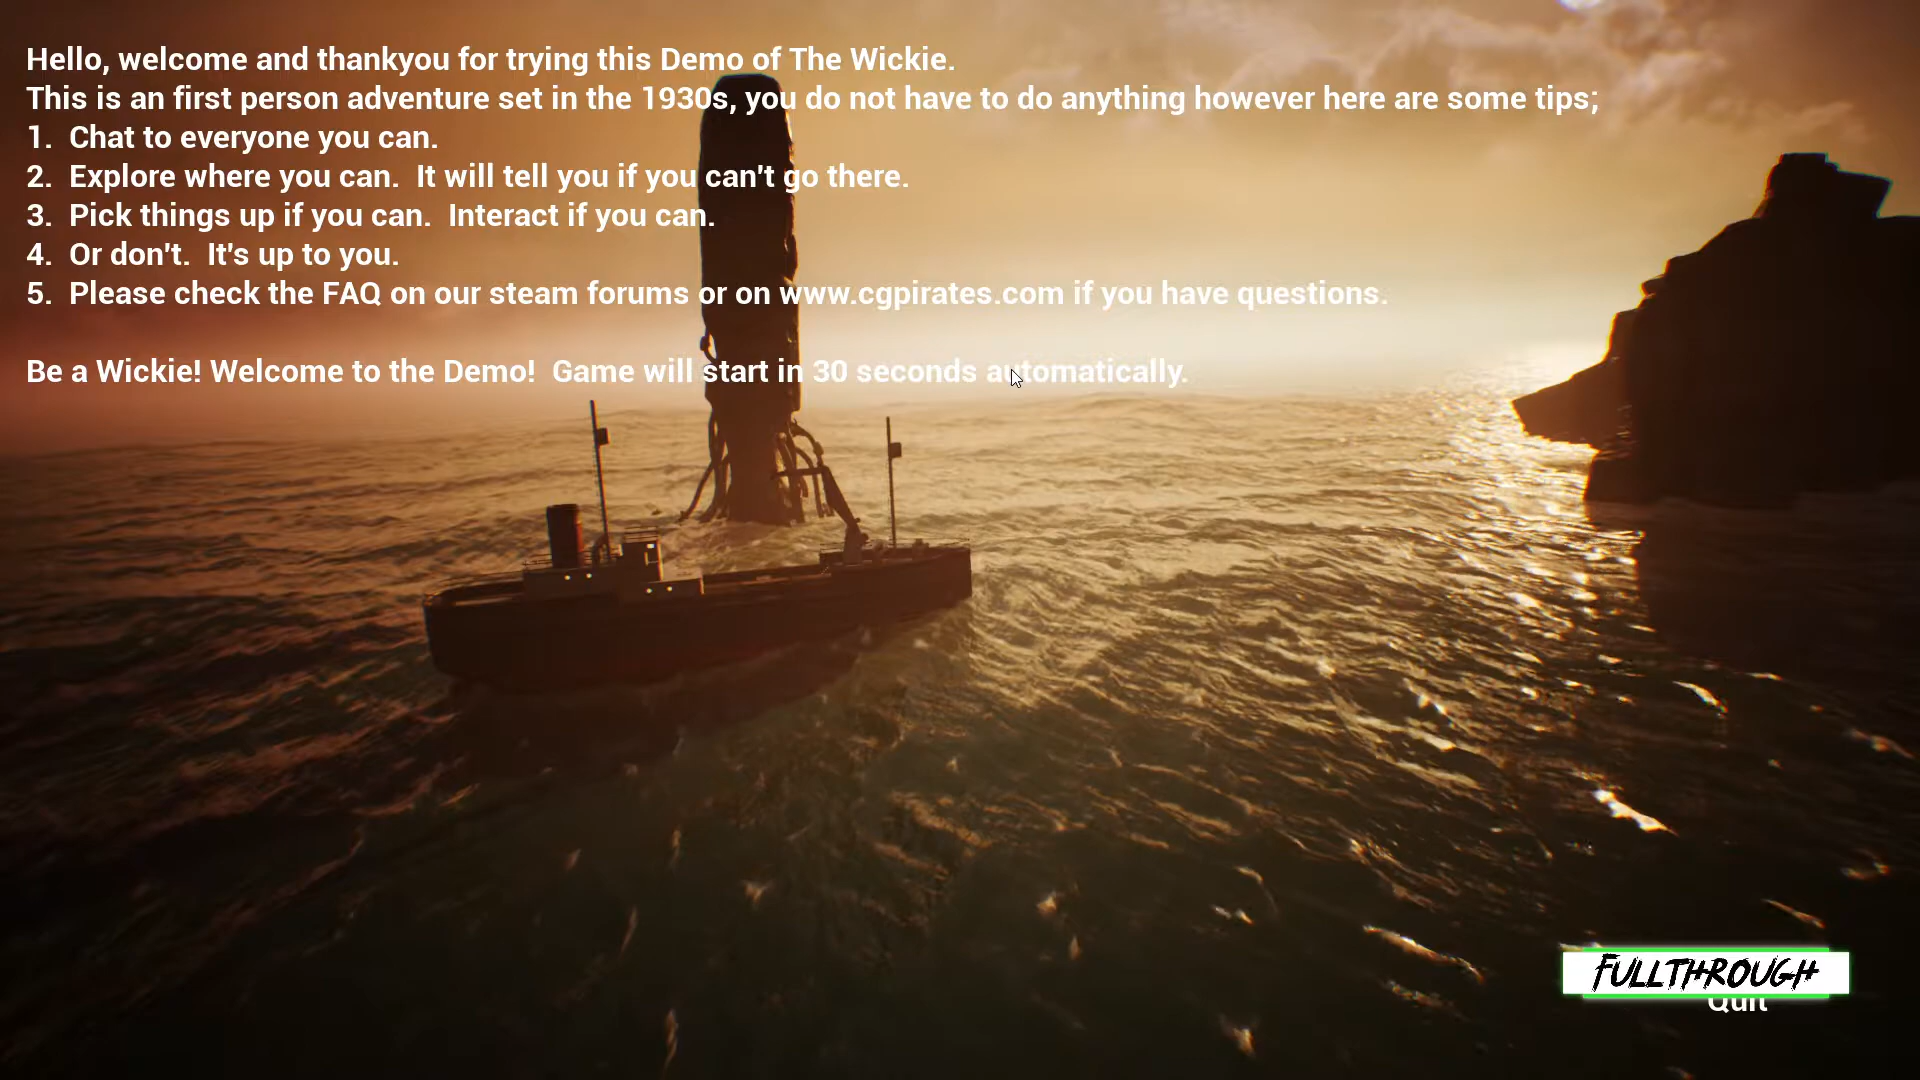 Hello, welcome and thankyou for trying this Demo of The Wickie.
This is an first person adventure set in the 1930s, you do not have to do anything however here are some tips;
1.  Chat to everyone you can.
2.  Explore where you can.  It will tell you if you can't go there.
3.  Pick things up if you can.  Interact if you can.
4.  Or don't.  It's up to you.
5.  Please check the FAQ on our steam forums or on www.cgpirates.com if you have questions.
Be a Wickie! Welcome to the Demo!  Game will start in 30 seconds automatically.
FULLTHROUGH
Quit